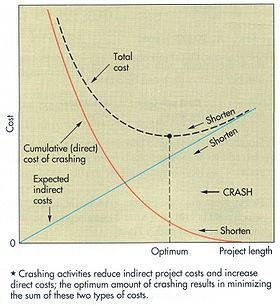 Total
cost
Shorten
Shorten
Cost
Cumulative (direct)
cost of crashing
Expected
indirect
costs
CRASH
Shorten
0
Optimum
Project length
* Crashing activities reduce indirect project costs and increase
direct costs; the optimum amount of crashing results in minimizing
the sum of these two types of costs.